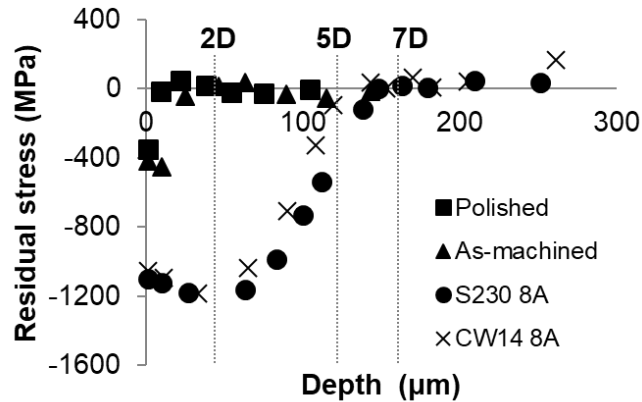 400
2D 5D 7D
0
0 100 200 300
-400
-800
-1200
-1600
Residual stress (MPa)
Depth (µm)
Polished
As-machined
S230 8A
CW14 8A